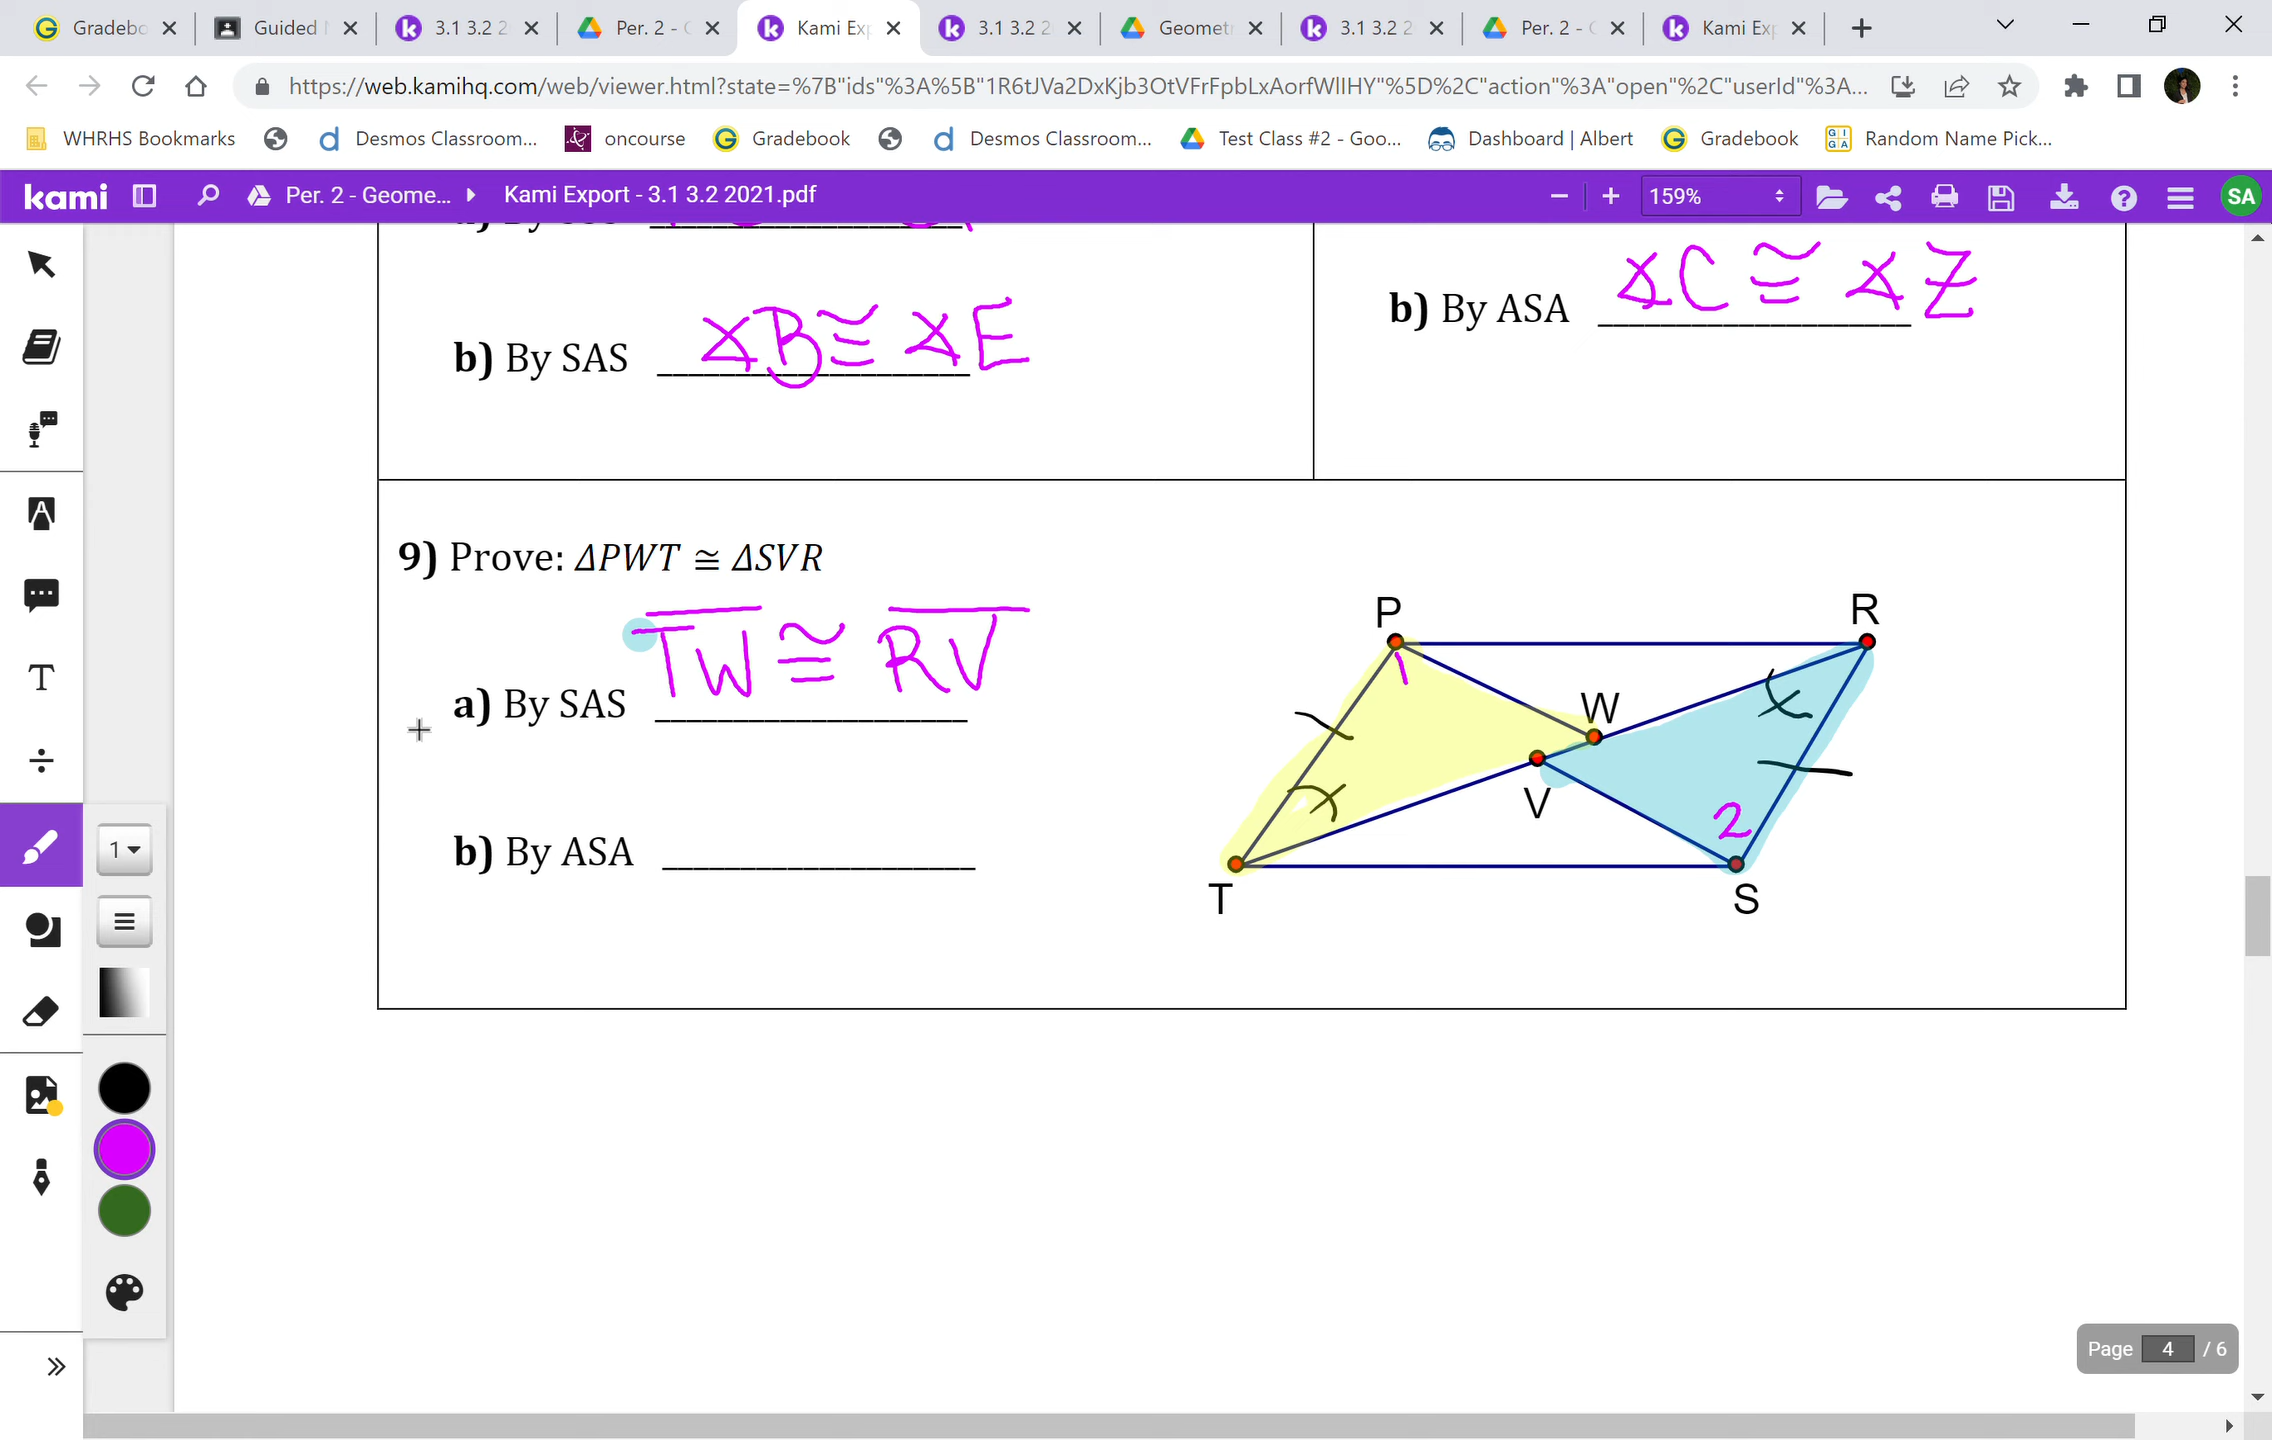 Gradebo
Guided
3.1 3.2 2
Per. 2 -
Kami Exp
3.1 3.2 2
Geomet
3.1 3.2 2
Per. 2 -
Kami Exp
https://web.kamihq.com/web/viewer.html?state=%7B"ids"%3A%5B"1R6tJVa2DxKjb3OtVFrFpbLxAorfWlIHY"%5D%2C"action"%3A"open"%2C"userId"%3A...
WHRHS Bookmarks
Desmos Classroom...
oncourse
Gradebook
Desmos Classroom...
Test Class #2 - Goo...
Dashboard | Albert
Gradebook
Random Name Pick...
kami
Per. 2 - Geome...
Kami Export - 3.1 3.2 2021.pdf
159%
SA
b) By SAS ∡B ≅ ∡E
b) By ASA ∡C ≅ ∡Z
9) Prove: ΔPWT ≅ ΔSVR
a) By SAS TW ≅ RV
b) By ASA
P
R
1
W
V
2
T
S
1
Page 4 / 6